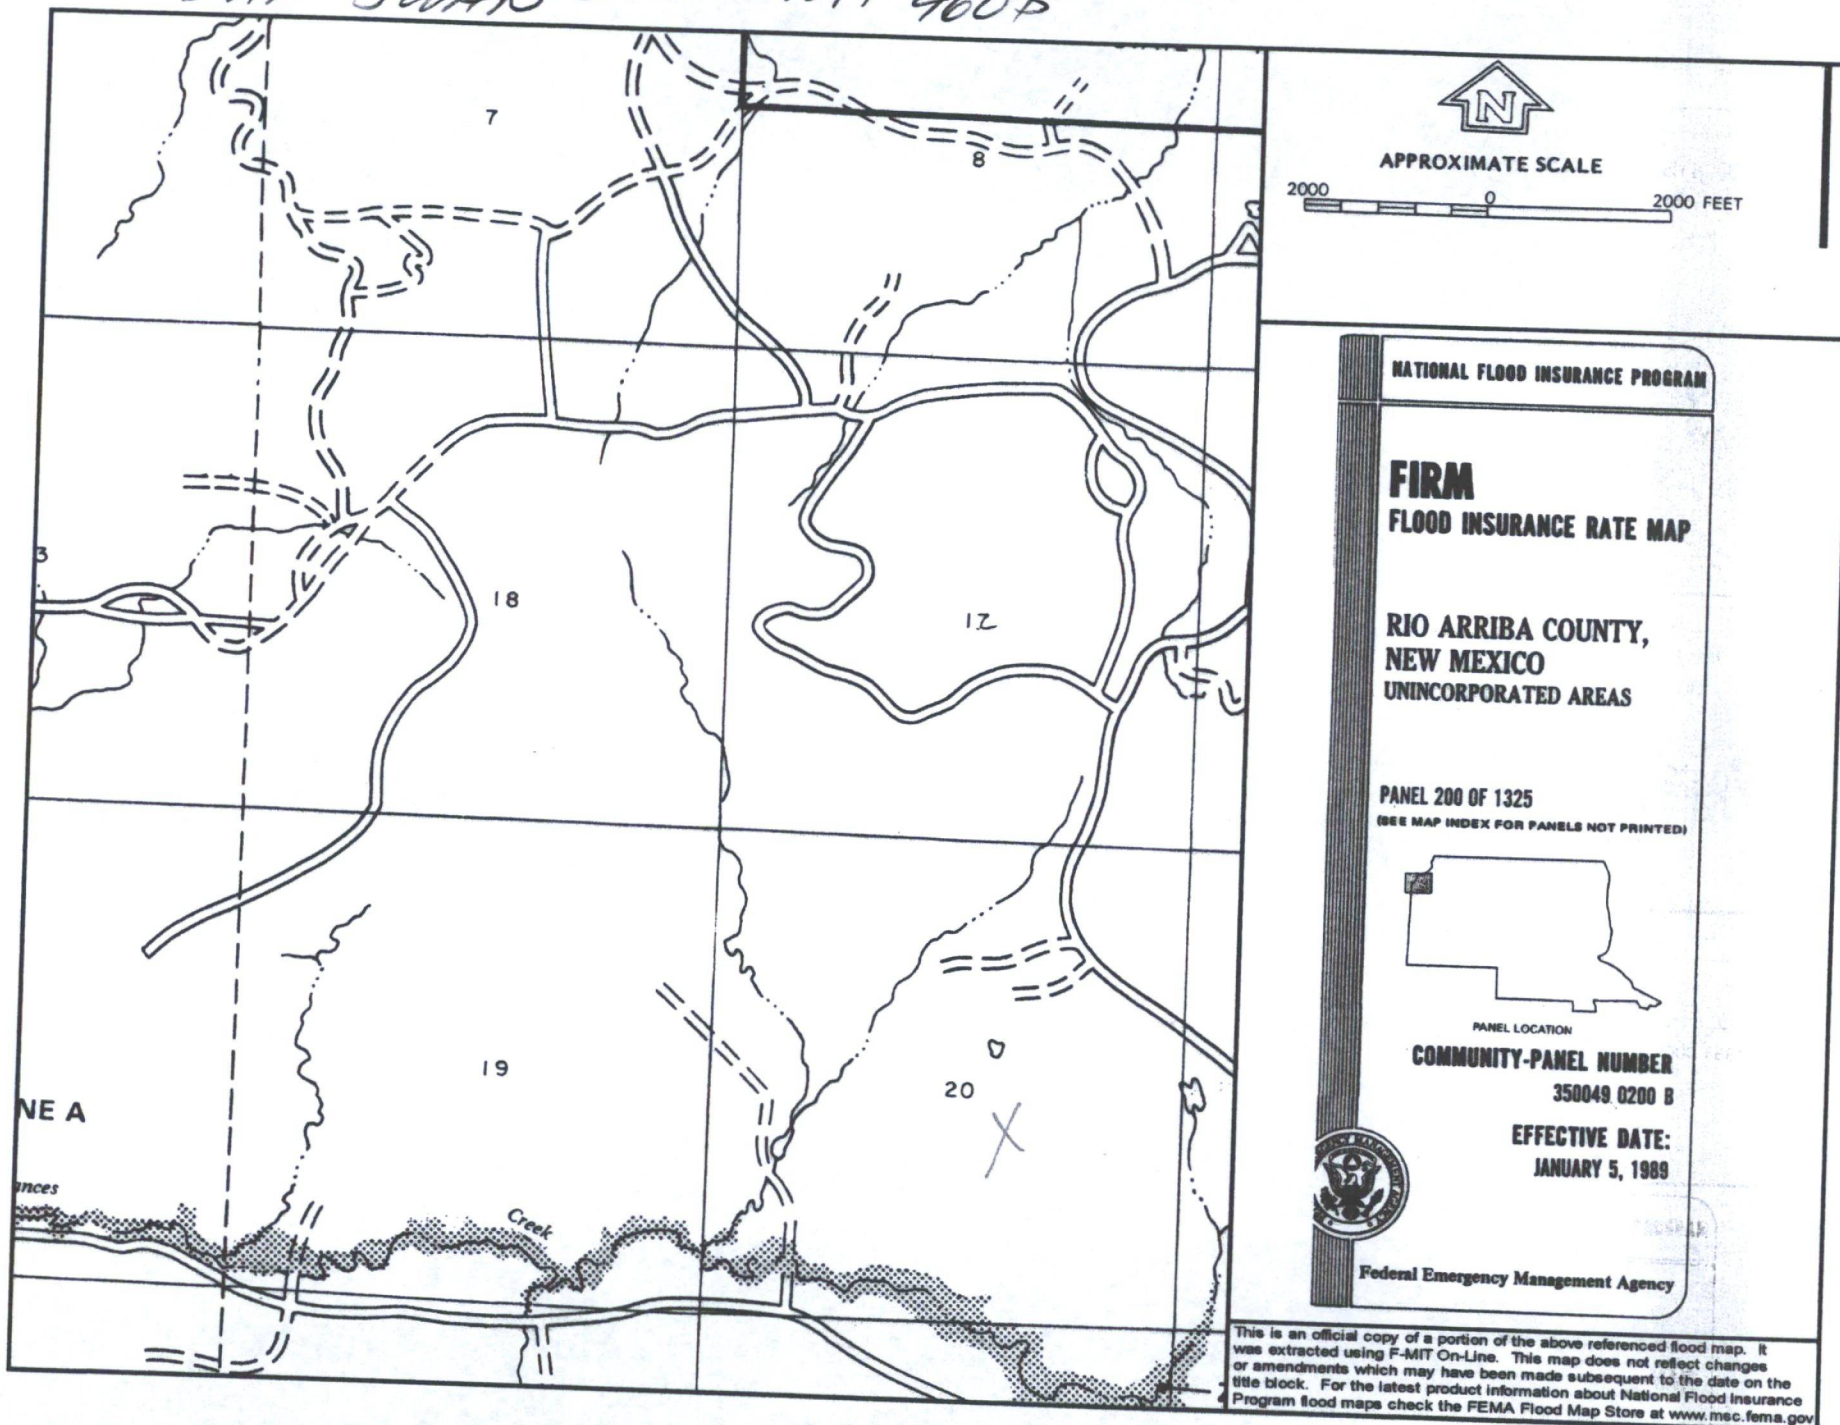 460B
7
8
N
APPROXIMATE SCALE
2000 0 2000 FEET
NATIONAL FLOOD INSURANCE PROGRAM
FIRM
FLOOD INSURANCE RATE MAP
3
18
RIO ARRIBA COUNTY,
NEW MEXICO
UNINCORPORATED AREAS
PANEL 200 OF 1325
(SEE MAP INDEX FOR PANELS NOT PRINTED)
PANEL LOCATION
19
20
X
NE A
COMMUNITY-PANEL NUMBER
350049 0200 B
EFFECTIVE DATE:
JANUARY 5, 1989
ances
Creek
Federal Emergency Management Agency
This is an official copy of a portion of the above referenced flood map. It
was extracted using F-MIT On-Line. This map does not reflect changes
or amendments which may have been made subsequent to the date on the
title block. For the latest product information about National Flood Insurance
Program flood maps check the FEMA Flood Map Store at www.msc.fema.gov